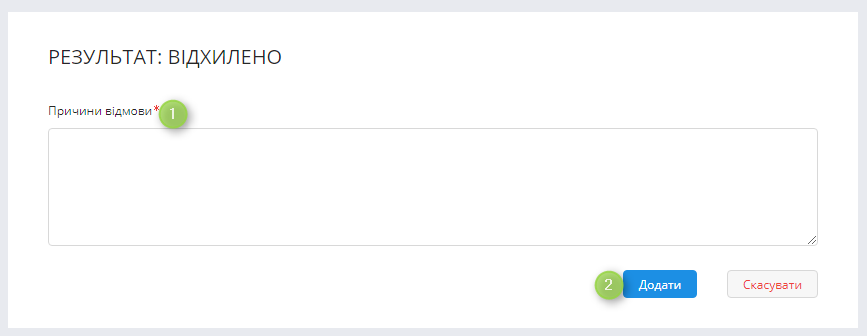 РЕЗУЛЬТАТ: ВІДХИЛЕНО
Причини відмови* 1
2 Додати Скасувати